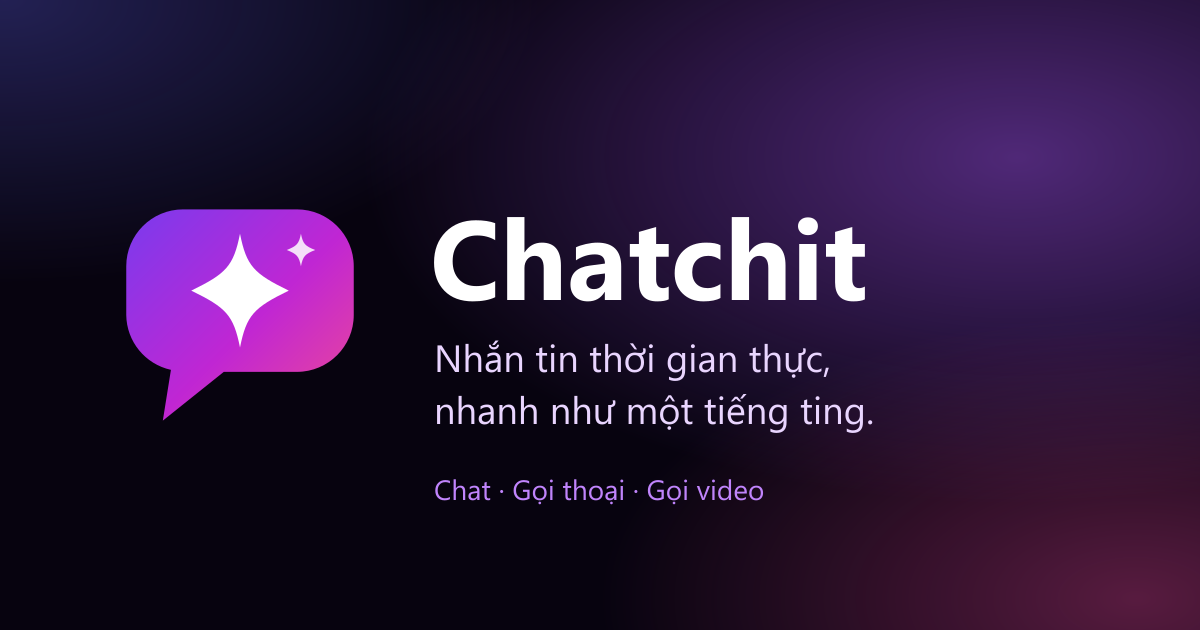 Chatchit
Nhắn tin thời gian thực,
nhanh như một tiếng ting.
Chat · Gọi thoại · Gọi video